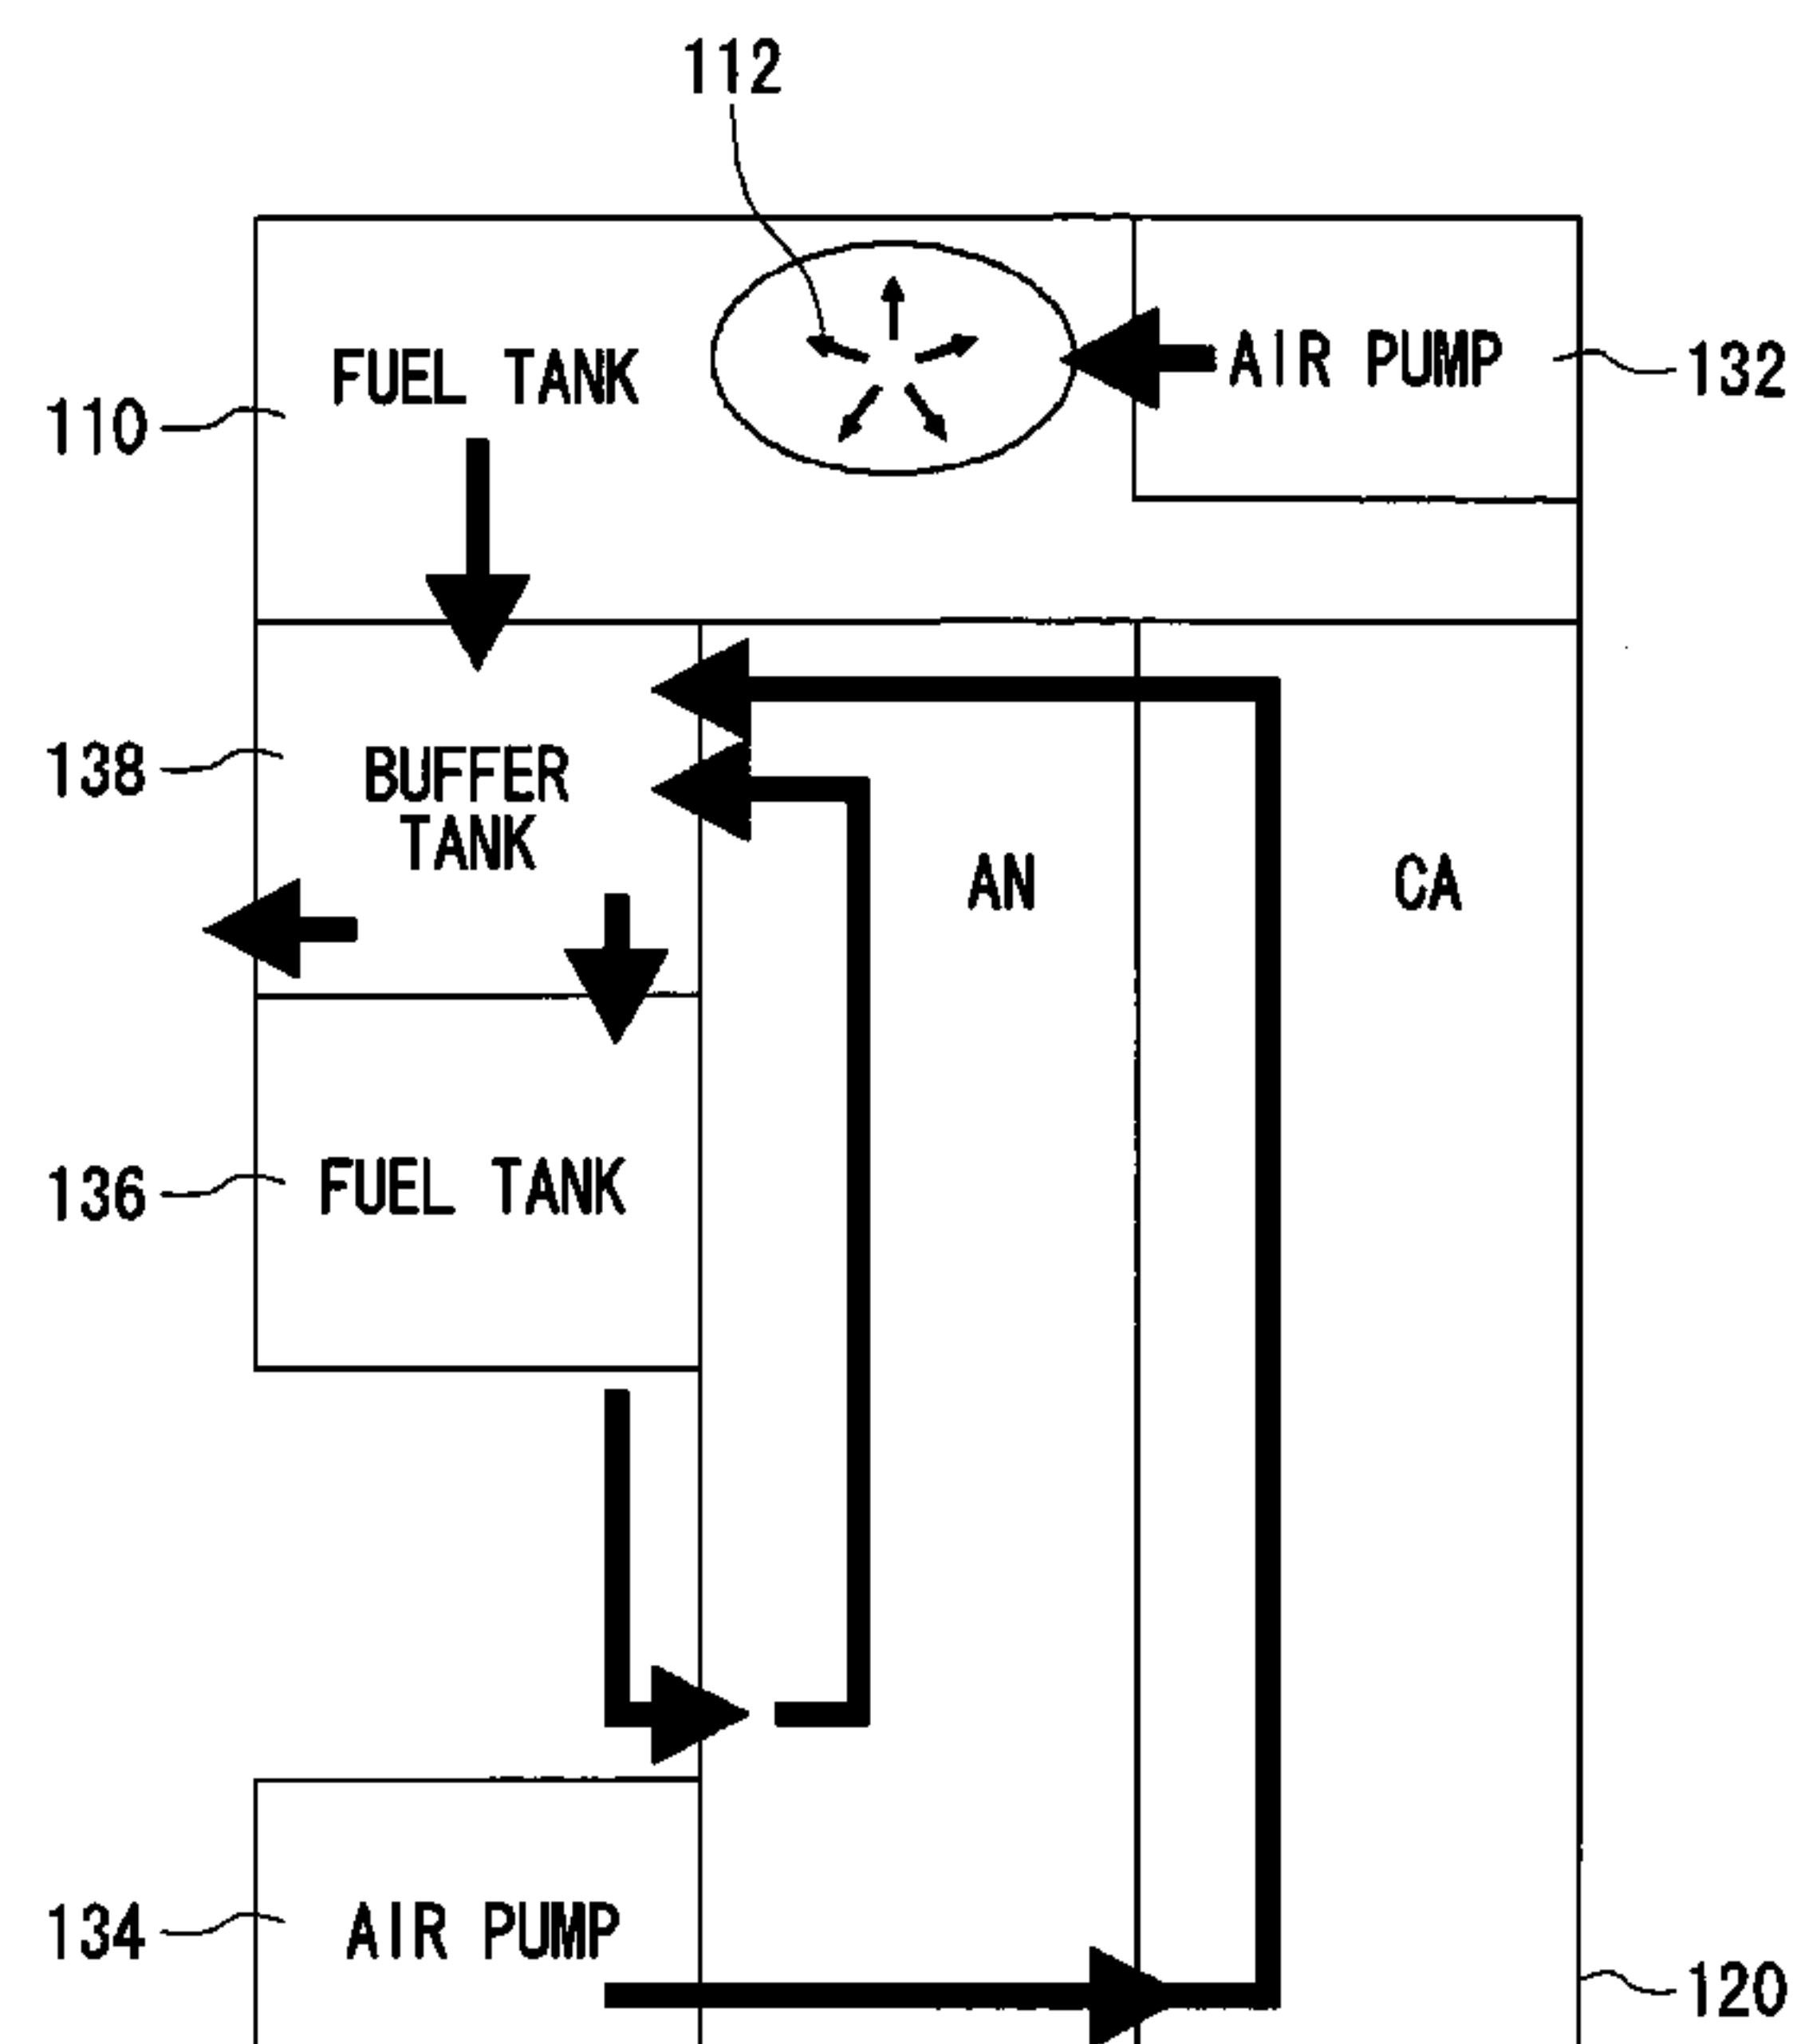 112
FUEL TANK
AIR PUMP
132
110
138
BUFFER
TANK
AN
CA
136
FUEL TANK
134
AIR PUMP
120